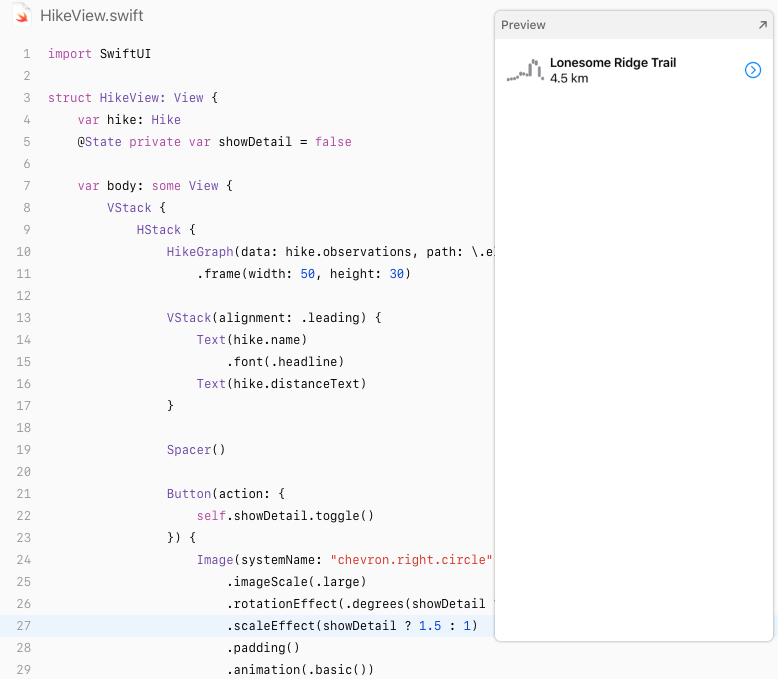 HikeView.swift
1 import SwiftUI
2
3 struct HikeView: View {
4 var hike: Hike
5 @State private var showDetail = false
6
7 var body: some View {
8 VStack {
9 HStack {
10 HikeGraph(data: hike.observations, path: \.el
11 .frame(width: 50, height: 30)
12
13 VStack(alignment: .leading) {
14 Text(hike.name)
15 .font(.headline)
16 Text(hike.distanceText)
17 }
18
19 Spacer()
20
21 Button(action: {
22 self.showDetail.toggle()
23 }) {
24 Image(systemName: "chevron.right.circle"
25 .imageScale(.large)
26 .rotationEffect(.degrees(showDetail
27 .scaleEffect(showDetail ? 1.5 : 1)
28 .padding()
29 .animation(.basic())
Preview
Lonesome Ridge Trail
4.5 km